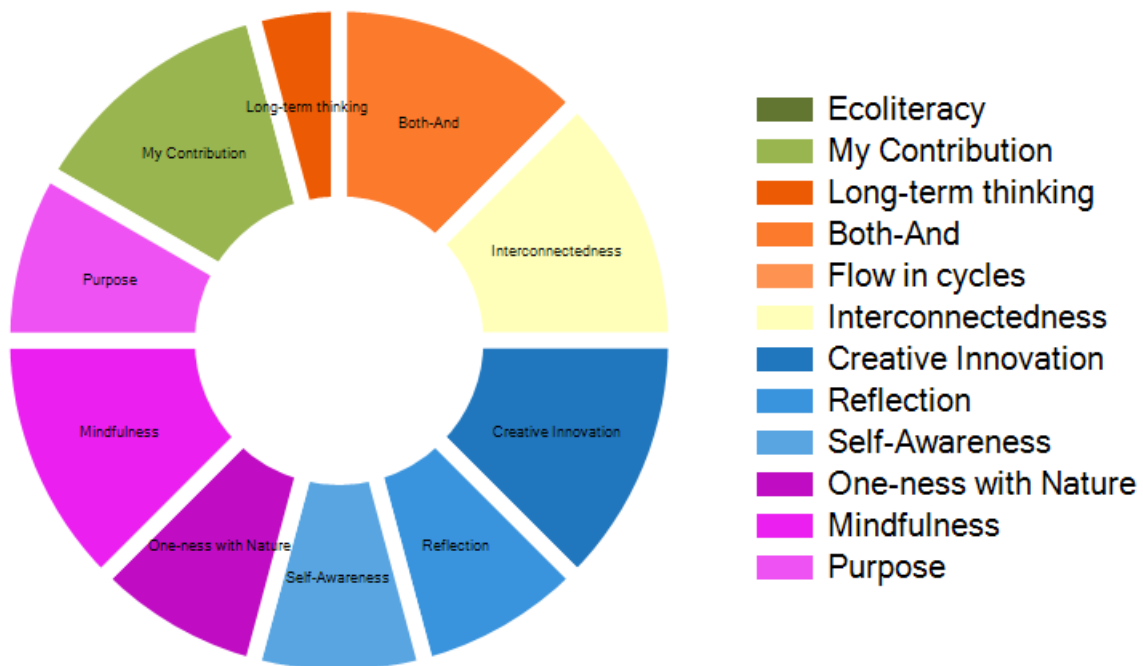 Long-term thinking
Both-And
My Contribution
Interconnectedness
Purpose
Mindfulness
Creative Innovation
One-ness with Nature
Reflection
Self-Awareness
Ecoliteracy
My Contribution
Long-term thinking
Both-And
Flow in cycles
Interconnectedness
Creative Innovation
Reflection
Self-Awareness
One-ness with Nature
Mindfulness
Purpose